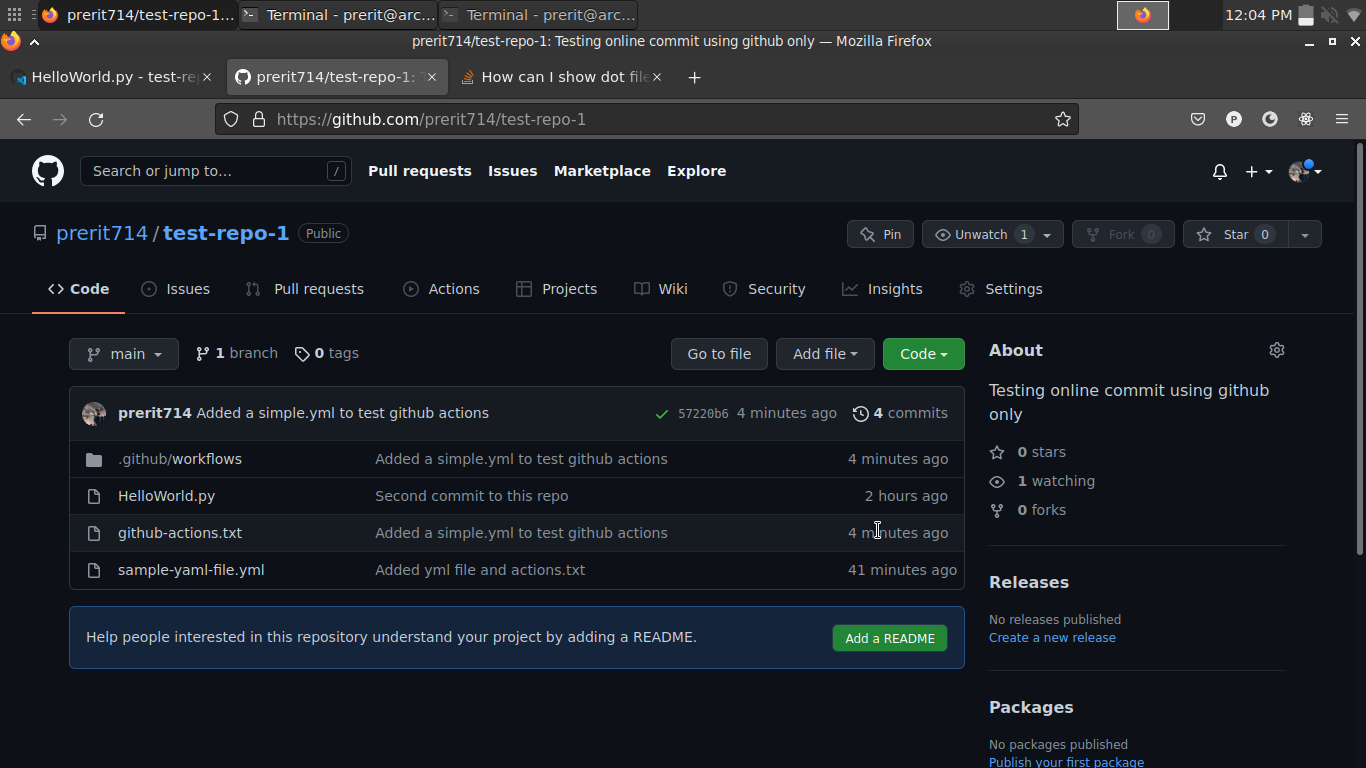 prerit714/test-repo-1... Terminal - prerit@arc... Terminal - prerit@arc... 12:04 PM
prerit714/test-repo-1: Testing online commit using github only — Mozilla Firefox
HelloWorld.py - test-re prerit714/test-repo-1: How can I show dot file
https://github.com/prerit714/test-repo-1 P
Search or jump to... / Pull requests Issues Marketplace Explore
prerit714 / test-repo-1 Public Pin Unwatch 1 Fork 0 Star 0
Code Issues Pull requests Actions Projects Wiki Security Insights Settings
main 1 branch 0 tags Go to file Add file Code
About
Testing online commit using github
only
0 stars
1 watching
0 forks
prerit714 Added a simple.yml to test github actions 57220b6 4 minutes ago 4 commits
.github/workflows Added a simple.yml to test github actions 4 minutes ago
HelloWorld.py Second commit to this repo 2 hours ago
github-actions.txt Added a simple.yml to test github actions 4 minutes ago
sample-yaml-file.yml Added yml file and actions.txt 41 minutes ago
Help people interested in this repository understand your project by adding a README. Add a README
Releases
No releases published
Create a new release
Packages
No packages published
Publish your first package